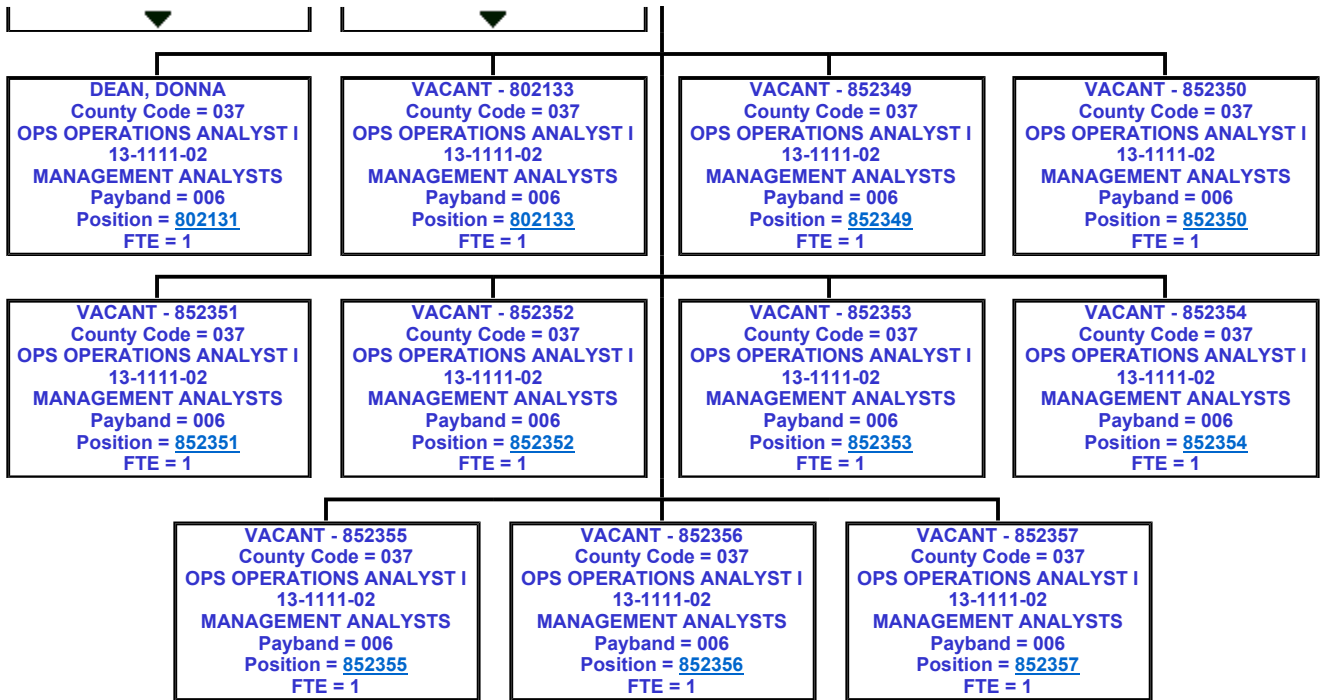 DEAN, DONNA
County Code = 037
OPS OPERATIONS ANALYST I
13-1111-02
MANAGEMENT ANALYSTS
Payband = 006
Position = 802131
FTE = 1
VACANT - 802133
County Code = 037
OPS OPERATIONS ANALYST I
13-1111-02
MANAGEMENT ANALYSTS
Payband = 006
Position = 802133
FTE = 1
VACANT - 852349
County Code = 037
OPS OPERATIONS ANALYST I
13-1111-02
MANAGEMENT ANALYSTS
Payband = 006
Position = 852349
FTE = 1
VACANT - 852350
County Code = 037
OPS OPERATIONS ANALYST I
13-1111-02
MANAGEMENT ANALYSTS
Payband = 006
Position = 852350
FTE = 1
VACANT - 852351
County Code = 037
OPS OPERATIONS ANALYST I
13-1111-02
MANAGEMENT ANALYSTS
Payband = 006
Position = 852351
FTE = 1
VACANT - 852352
County Code = 037
OPS OPERATIONS ANALYST I
13-1111-02
MANAGEMENT ANALYSTS
Payband = 006
Position = 852352
FTE = 1
VACANT - 852353
County Code = 037
OPS OPERATIONS ANALYST I
13-1111-02
MANAGEMENT ANALYSTS
Payband = 006
Position = 852353
FTE = 1
VACANT - 852354
County Code = 037
OPS OPERATIONS ANALYST I
13-1111-02
MANAGEMENT ANALYSTS
Payband = 006
Position = 852354
FTE = 1
VACANT - 852355
County Code = 037
OPS OPERATIONS ANALYST I
13-1111-02
MANAGEMENT ANALYSTS
Payband = 006
Position = 852355
FTE = 1
VACANT - 852356
County Code = 037
OPS OPERATIONS ANALYST I
13-1111-02
MANAGEMENT ANALYSTS
Payband = 006
Position = 852356
FTE = 1
VACANT - 852357
County Code = 037
OPS OPERATIONS ANALYST I
13-1111-02
MANAGEMENT ANALYSTS
Payband = 006
Position = 852357
FTE = 1